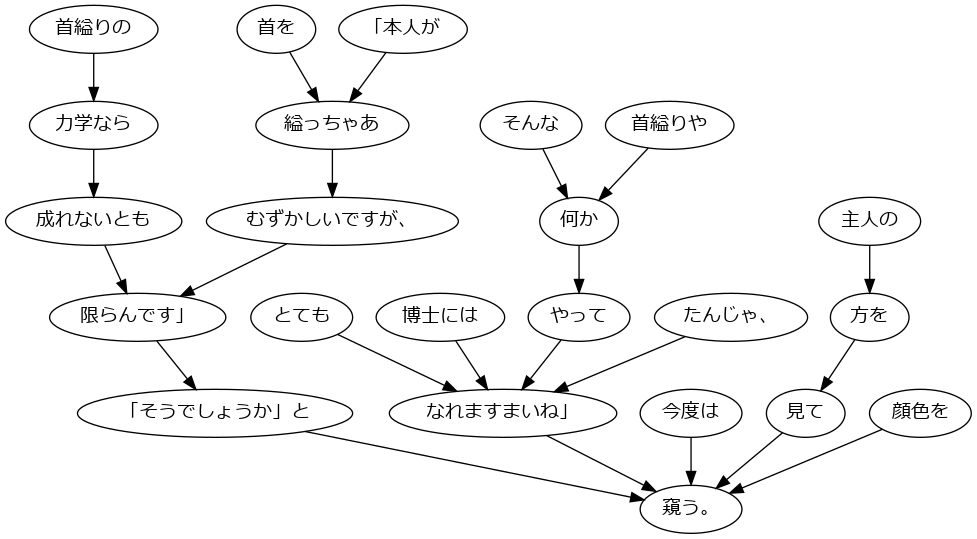 首縊りの
首を
「本人が
力学なら
縊っちゃあ
そんな
首縊りや
成れないとも
むずかしいですが、
何か
主人の
限らんです」
とても
博士には
やって
たんじゃ、
方を
「そうでしょうか」と
なれますまいね」
今度は
見て
顔色を
窺う。